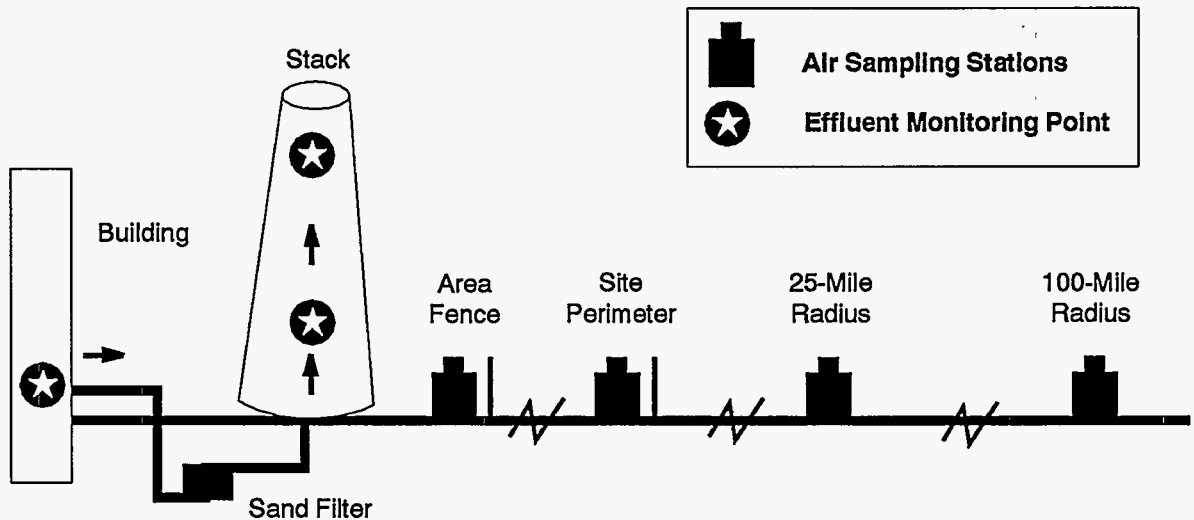 Stack
Air Sampling Stations
Effluent Monitoring Point
Building
Area
Fence
Site
Perimeter
25-Mile
Radius
100-Mile
Radius
Sand Filter